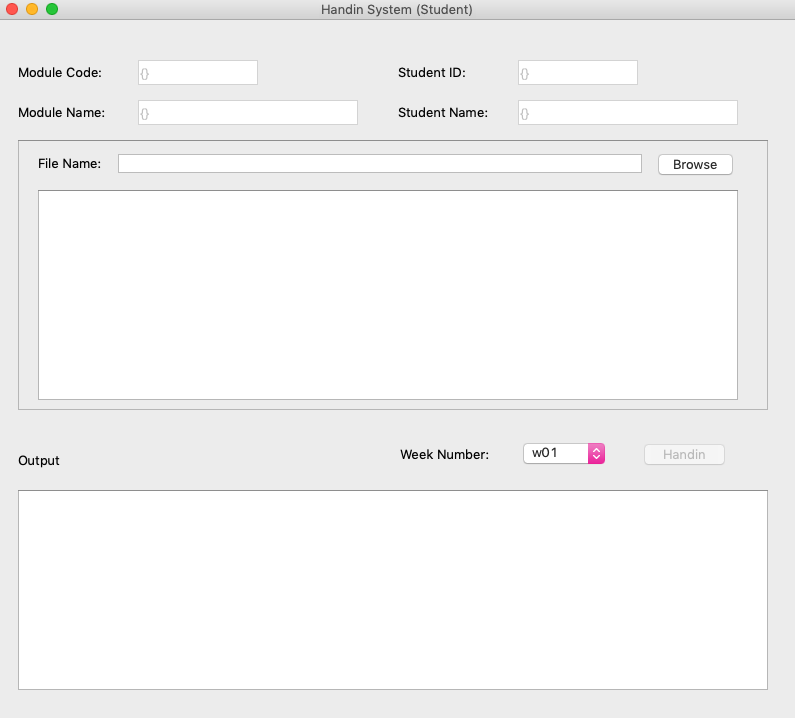 Handin System (Student)
Module Code: {} Student ID: {}
Module Name: {} Student Name: {}
File Name: Browse
Week Number: w01 Handin
Output